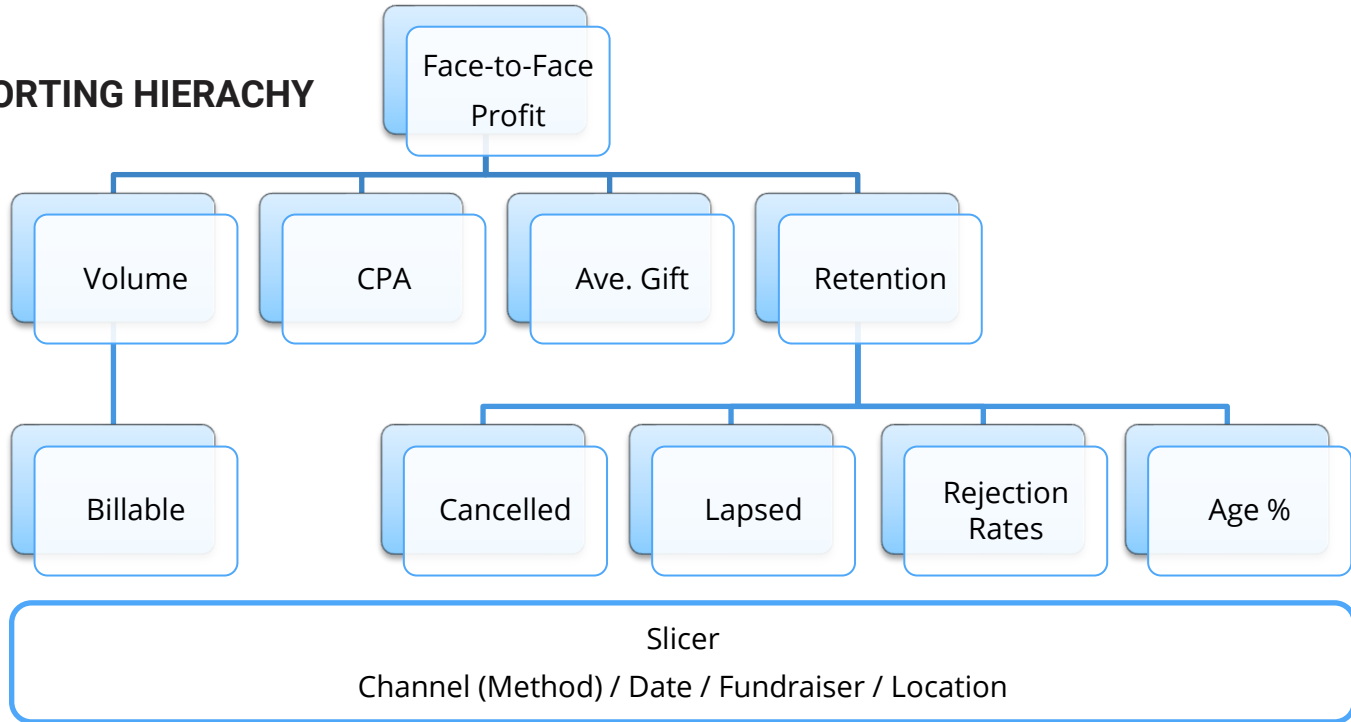 ORTING HIERACHY
Face-to-Face
Profit
Volume
CPA
Ave. Gift
Retention
Billable
Cancelled
Lapsed
Rejection
Rates
Age %
Slicer
Channel (Method) / Date / Fundraiser / Location